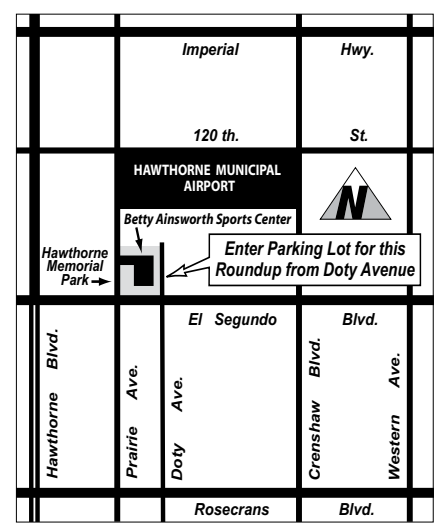 Imperial Hwy.
120 th. St.
HAWTHORNE MUNICIPAL
AIRPORT
N
Betty Ainsworth Sports Center
Hawthorne
Memorial
Park
Enter Parking Lot for this
Roundup from Doty Avenue
El Segundo Blvd.
Hawthorne Blvd.
Prairie Ave.
Doty Ave.
Crenshaw Blvd.
Western Ave.
Rosecrans Blvd.